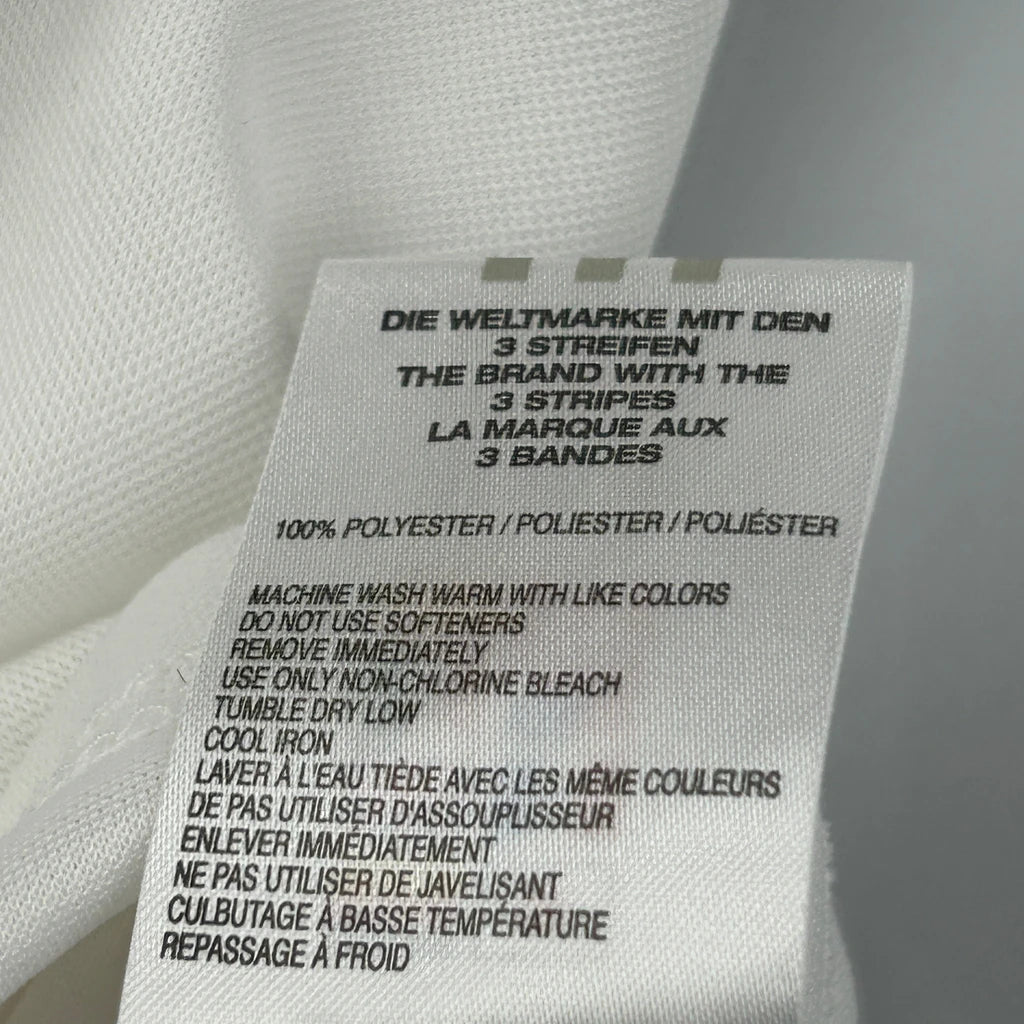 DIE WELTMARKE MIT DEN
3 STREIFEN
THE BRAND WITH THE
3 STRIPES
LA MARQUE AUX
3 BANDES
100% POLYESTER / POLIESTER / POLIÉSTER
MACHINE WASH WARM WITH LIKE COLORS
DO NOT USE SOFTENERS
REMOVE IMMEDIATELY
USE ONLY NON-CHLORINE BLEACH
TUMBLE DRY LOW
COOL IRON
LAVER À L'EAU TIÈDE AVEC LES MÊME COULEURS
DE PAS UTILISER D'ASSOUPLISSEUR
ENLEVER IMMÉDIATEMENT
NE PAS UTILISER DE JAVELISANT
CULBUTAGE À BASSE TEMPÉRATURE
REPASSAGE À FROID